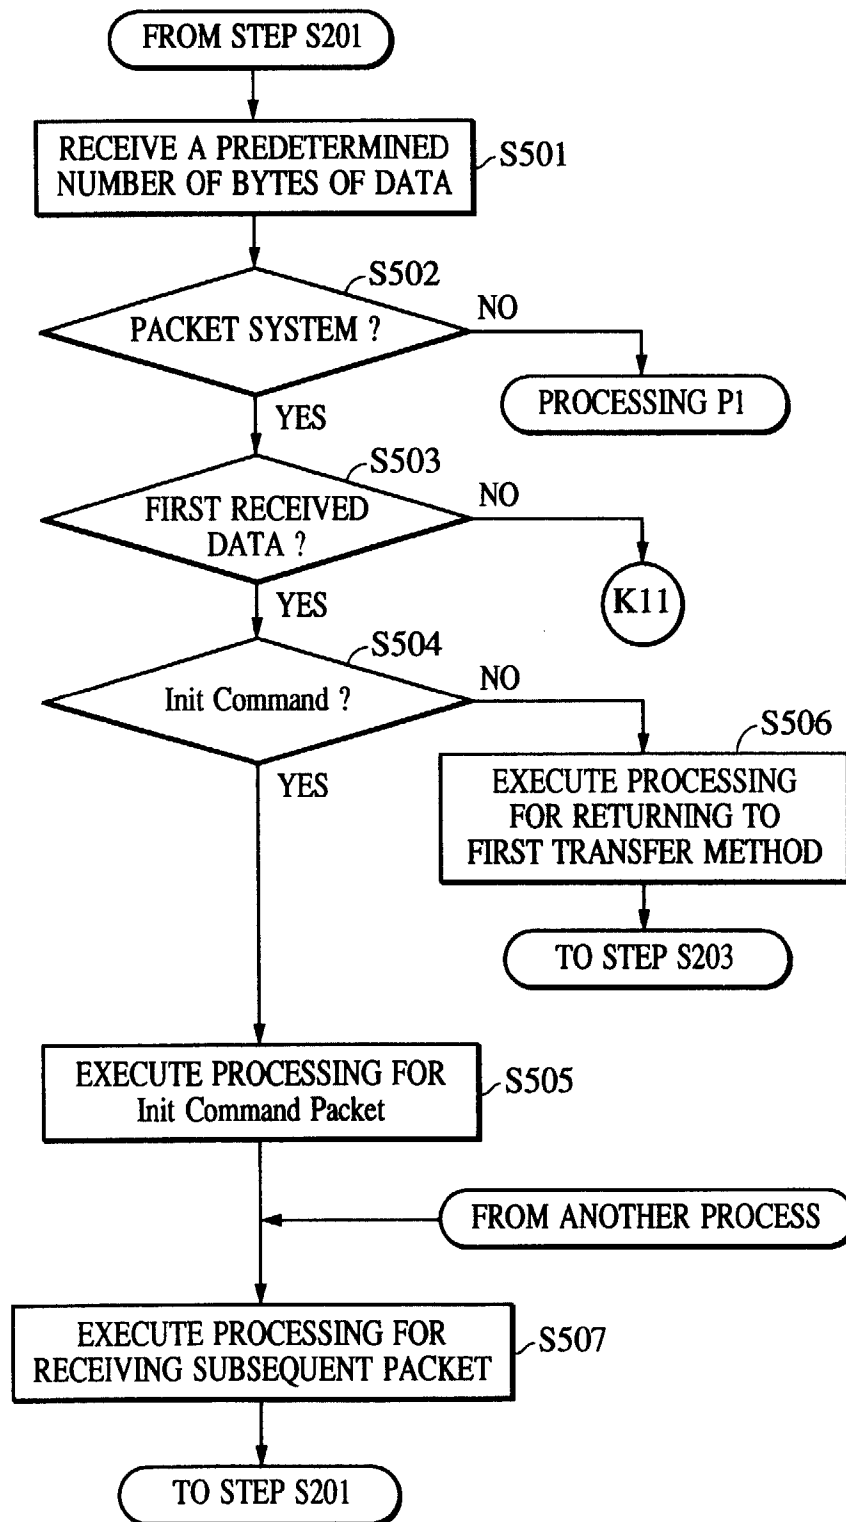 FROM STEP S201
RECEIVE A PREDETERMINED
NUMBER OF BYTES OF DATA
S501
S502
PACKET SYSTEM ?
NO
PROCESSING P1
YES
S503
FIRST RECEIVED
DATA ?
NO
K11
YES
S504
Init Command ?
NO
S506
EXECUTE PROCESSING
FOR RETURNING TO
FIRST TRANSFER METHOD
YES
TO STEP S203
EXECUTE PROCESSING FOR
Init Command Packet
S505
FROM ANOTHER PROCESS
EXECUTE PROCESSING FOR
RECEIVING SUBSEQUENT PACKET
S507
TO STEP S201